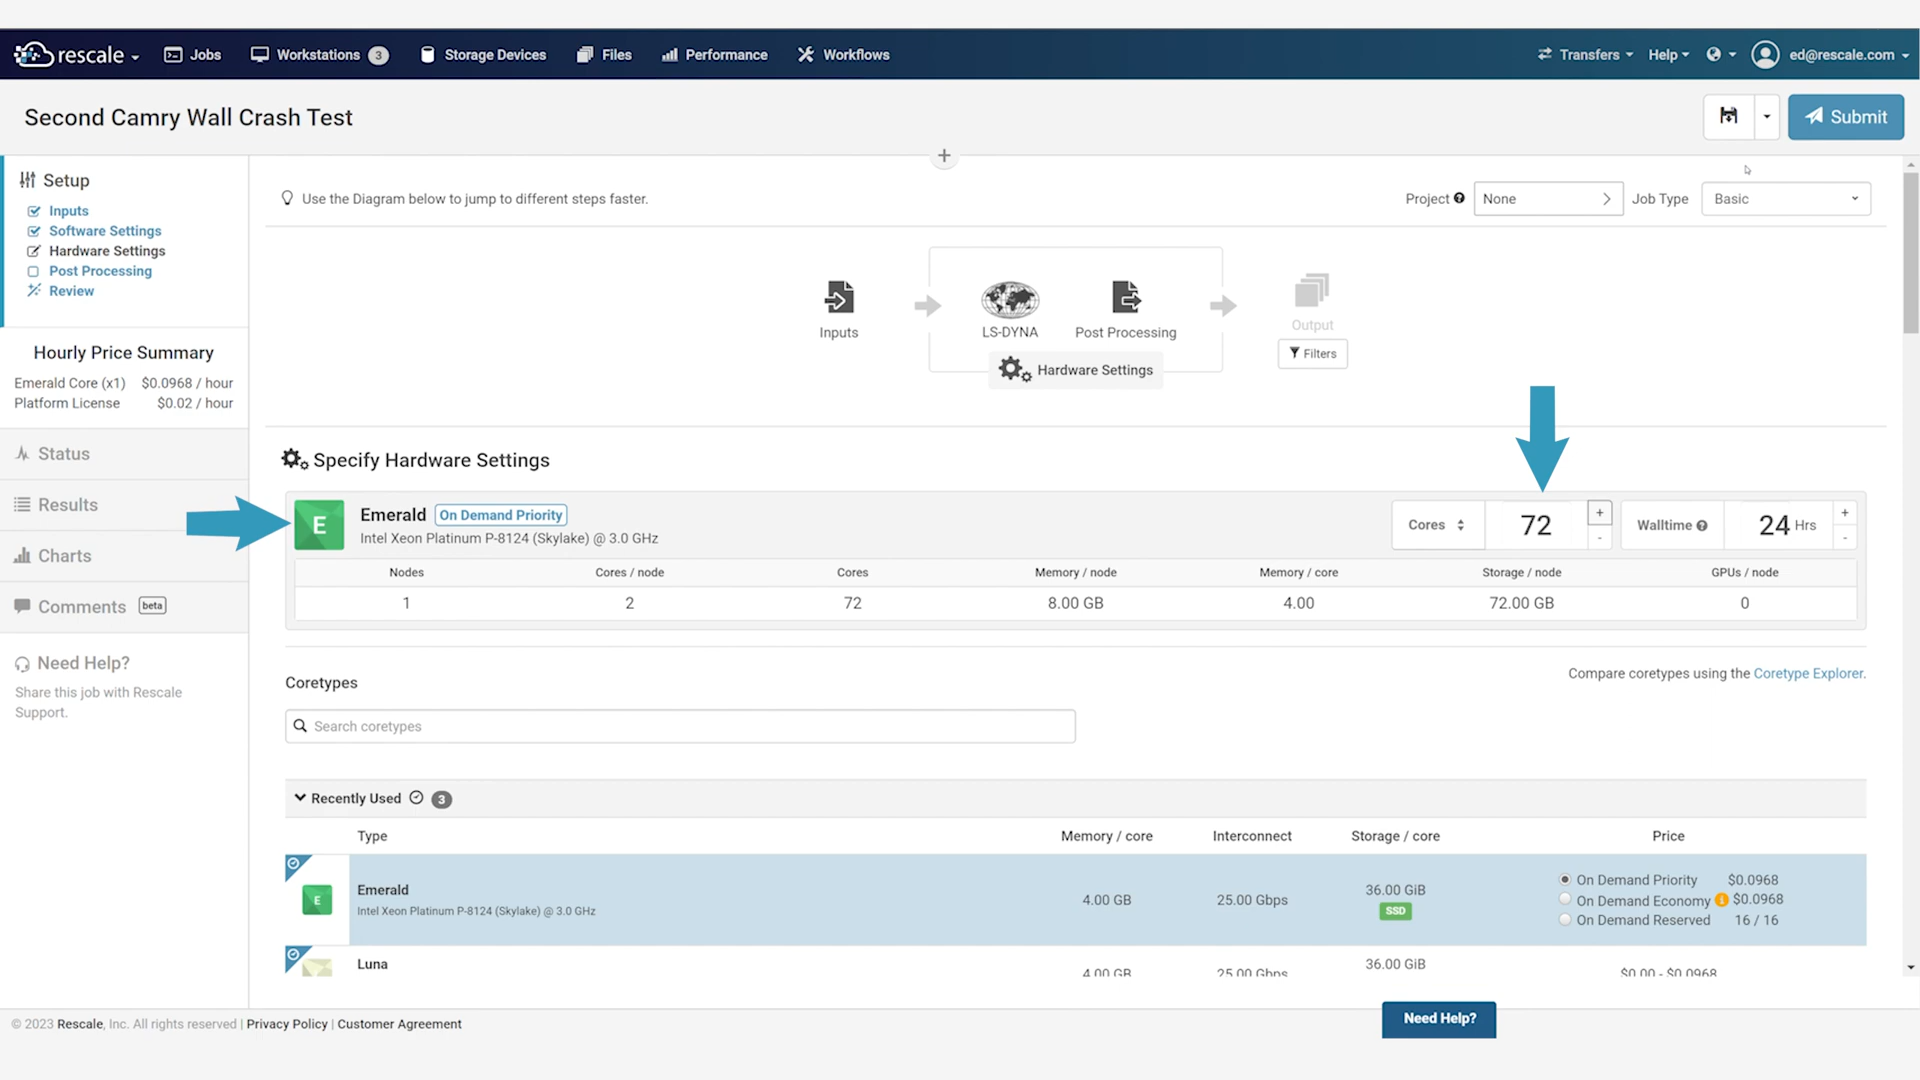 rescale
Jobs
Workstations 3
Storage Devices
Files
Performance
Workflows
Transfers
Help
ed@rescale.com
Second Camry Wall Crash Test
Submit
Setup
Inputs
Software Settings
Hardware Settings
Post Processing
Review
Hourly Price Summary
Emerald Core (x1) $0.0968 / hour
Platform License $0.02 / hour
Status
Results
Charts
Comments beta
Need Help?
Share this job with Rescale
Support.
Use the Diagram below to jump to different steps faster.
Project None
Job Type Basic
Inputs
LS-DYNA
Post Processing
Hardware Settings
Output
Filters
Specify Hardware Settings
E
Emerald On Demand Priority
Intel Xeon Platinum P-8124 (Skylake) @ 3.0 GHz
Cores 72 + -
Walltime 24 Hrs + -
Nodes Cores / node Cores Memory / node Memory / core Storage / node GPUs / node
1 2 72 8.00 GB 4.00 72.00 GB 0
Coretypes
Compare coretypes using the Coretype Explorer.
Search coretypes
Recently Used 3
Type Memory / core Interconnect Storage / core Price
E
Emerald
Intel Xeon Platinum P-8124 (Skylake) @ 3.0 GHz
4.00 GB 25.00 Gbps 36.00 GiB
SSD
On Demand Priority $0.0968
On Demand Economy $0.0968
On Demand Reserved 16 / 16
Luna
4.00 GB 25.00 Gbps 36.00 GiB $0.00 - $0.0968
© 2023 Rescale, Inc. All rights reserved | Privacy Policy | Customer Agreement
Need Help?